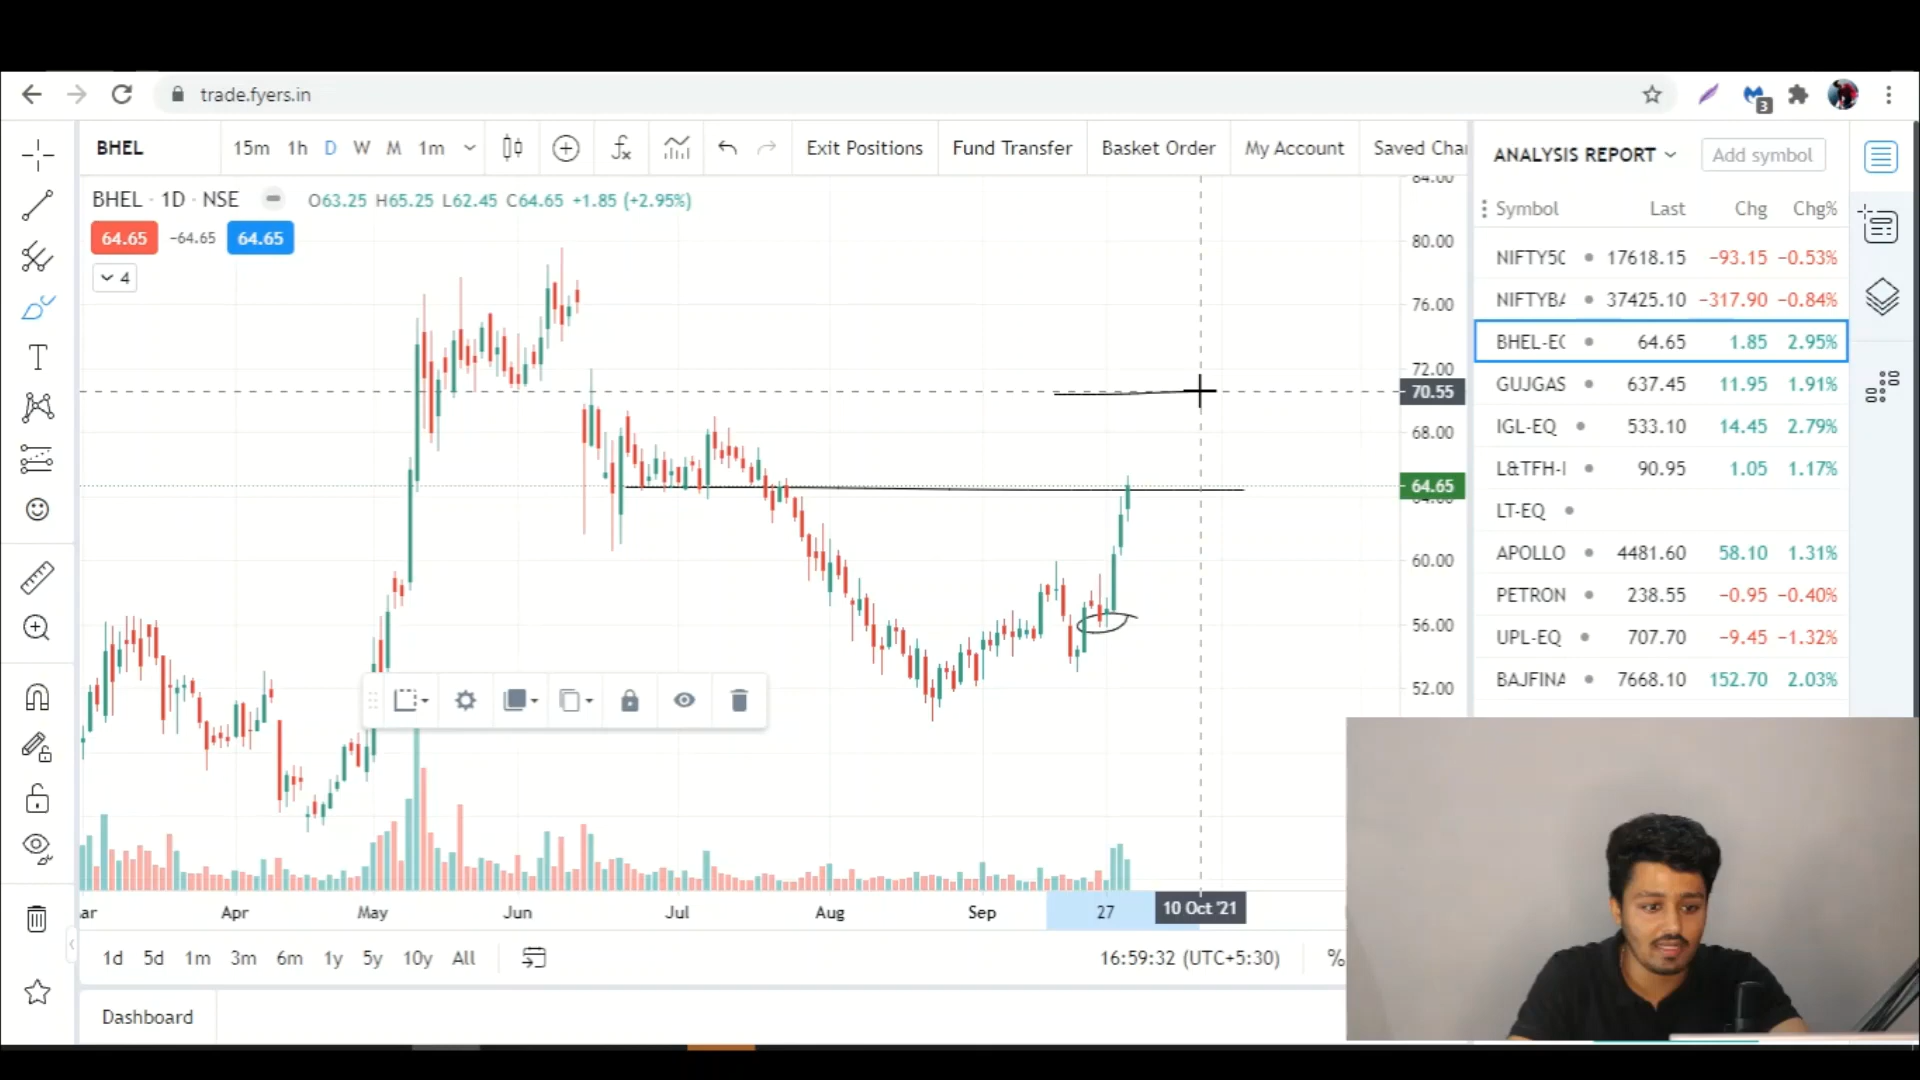 trade.fyers.in
3
BHEL 15m 1h D W M 1m Exit Positions Fund Transfer Basket Order My Account Saved Cha
BHEL · 1D · NSE O63.25 H65.25 L62.45 C64.65 +1.85 (+2.95%)
64.65 −64.65 64.65
4
84.00
80.00
76.00
72.00
70.55
68.00
64.65
64.00
60.00
56.00
52.00
ar Apr May Jun Jul Aug Sep 27 10 Oct '21
1d 5d 1m 3m 6m 1y 5y 10y All 16:59:32 (UTC+5:30) %
Dashboard
ANALYSIS REPORT Add symbol
Symbol Last Chg Chg%
NIFTY50 17618.15 −93.15 −0.53%
NIFTYBA 37425.10 −317.90 −0.84%
BHEL-EQ 64.65 1.85 2.95%
GUJGAS 637.45 11.95 1.91%
IGL-EQ 533.10 14.45 2.79%
L&TFH- 90.95 1.05 1.17%
LT-EQ
APOLLO 4481.60 58.10 1.31%
PETRON 238.55 −0.95 −0.40%
UPL-EQ 707.70 −9.45 −1.32%
BAJFINA 7668.10 152.70 2.03%